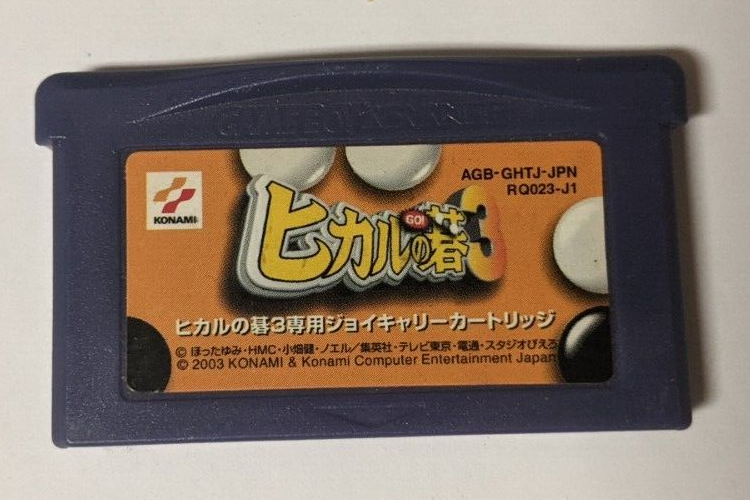 GAME BOY ADVANCE
AGB-GHTJ-JPN
RQ023-J1
KONAMI
ヒカルの碁3
GO!
ヒカルの碁3専用ジョイキャリーカートリッジ
© ほったゆみ・HMC・小畑健・ノエル／集英社・テレビ東京・電通・スタジオぴえろ
© 2003 KONAMI & Konami Computer Entertainment Japan